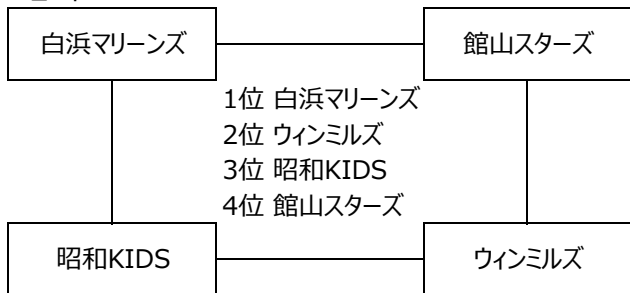 白浜マリーンズ
館山スターズ
1位 白浜マリーンズ
2位 ウィンミルズ
3位 昭和KIDS
4位 館山スターズ
昭和KIDS
ウィンミルズ